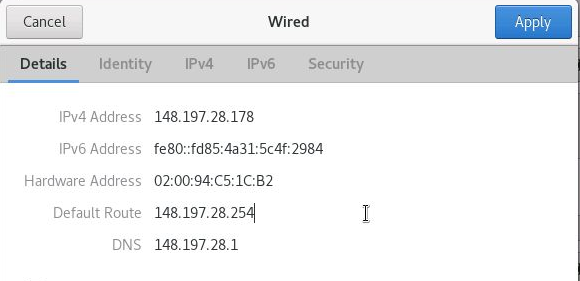 Cancel Wired Apply
Details Identity IPv4 IPv6 Security
IPv4 Address 148.197.28.178
IPv6 Address fe80::fd85:4a31:5c4f:2984
Hardware Address 02:00:94:C5:1C:B2
Default Route 148.197.28.254
DNS 148.197.28.1